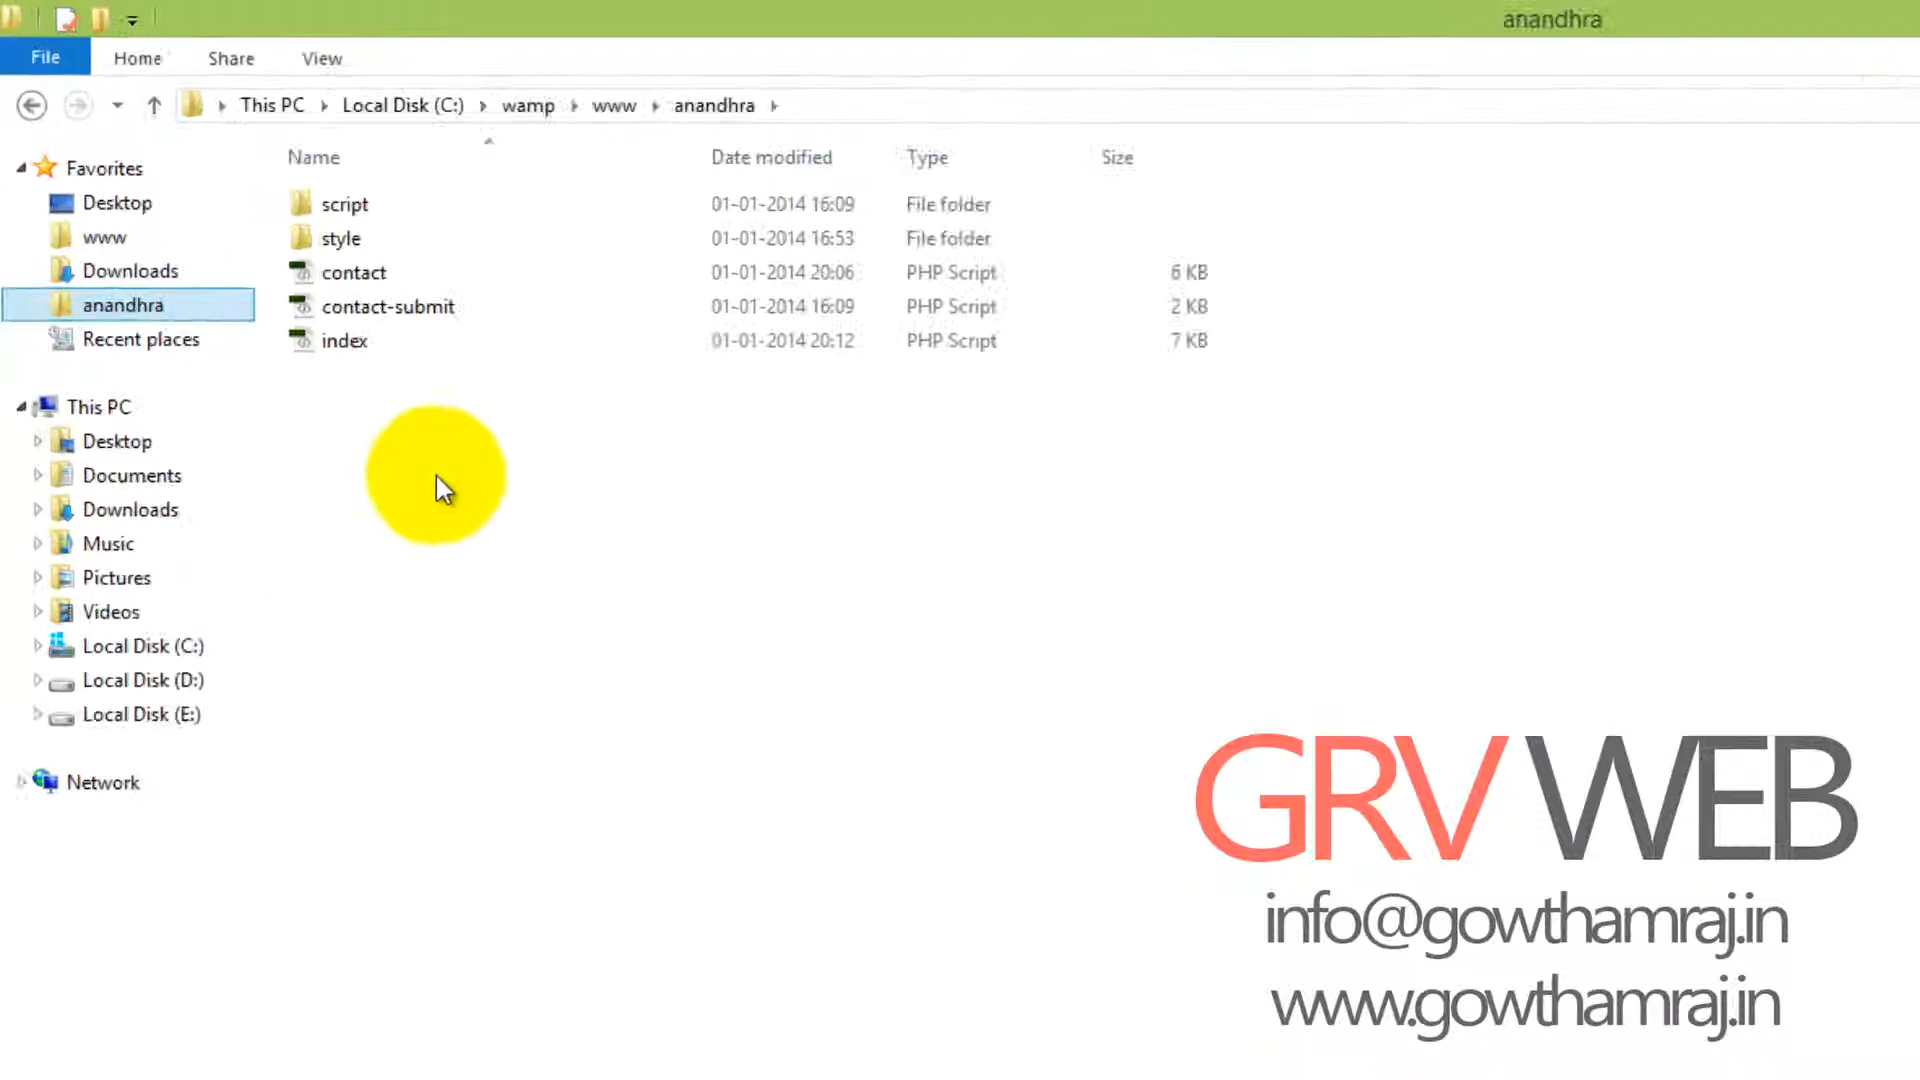 anandhra
File Home Share View
This PC Local Disk (C:) wamp www anandhra
Name Date modified Type Size
Favorites
Desktop
www
Downloads
anandhra
Recent places
script 01-01-2014 16:09 File folder
style 01-01-2014 16:53 File folder
contact 01-01-2014 20:06 PHP Script 6 KB
contact-submit 01-01-2014 16:09 PHP Script 2 KB
index 01-01-2014 20:12 PHP Script 7 KB
This PC
Desktop
Documents
Downloads
Music
Pictures
Videos
Local Disk (C:)
Local Disk (D:)
Local Disk (E:)
Network
GRV WEB
info@gowthamraj.in
www.gowthamraj.in